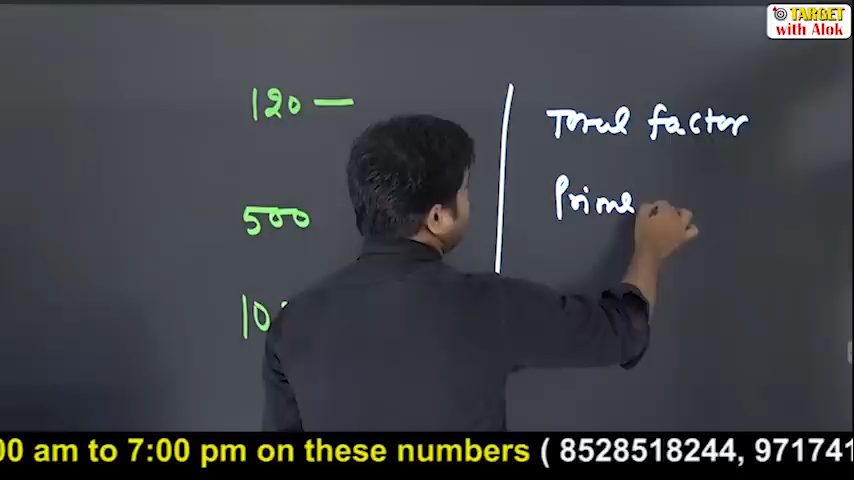 TARGET
with Alok
120 —
Total factor
Prime
500
10
00 am to 7:00 pm on these numbers ( 8528518244, 971741